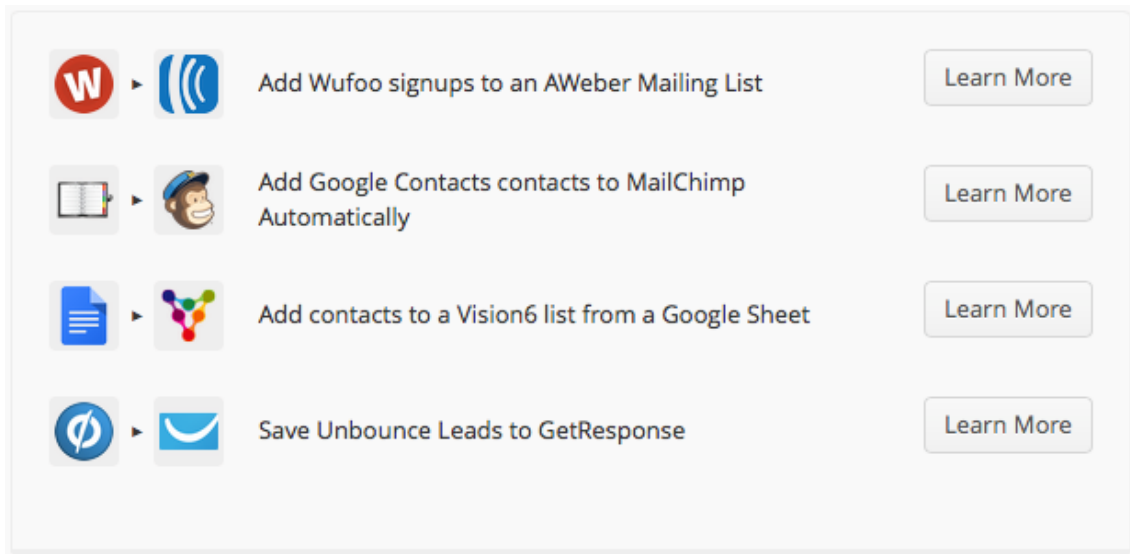 W
Add Wufoo signups to an AWeber Mailing List
Learn More
Add Google Contacts contacts to MailChimp
Automatically
Learn More
Add contacts to a Vision6 list from a Google Sheet
Learn More
Save Unbounce Leads to GetResponse
Learn More